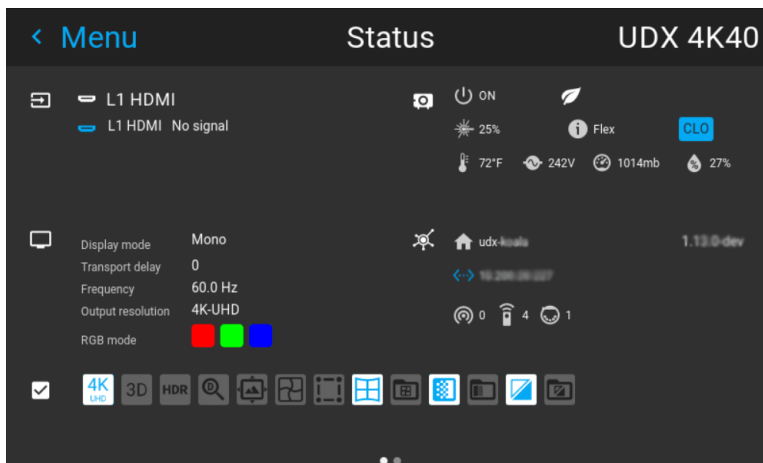 Menu
Status
UDX 4K40
L1 HDMI
L1 HDMI No signal
ON
25%
i Flex
CLO
72°F
242V
1014mb
% 27%
Display mode Mono
Transport delay 0
Frequency 60.0 Hz
Output resolution 4K-UHD
RGB mode
udx-
0
4
1
4K UHD
3D
HDR
D